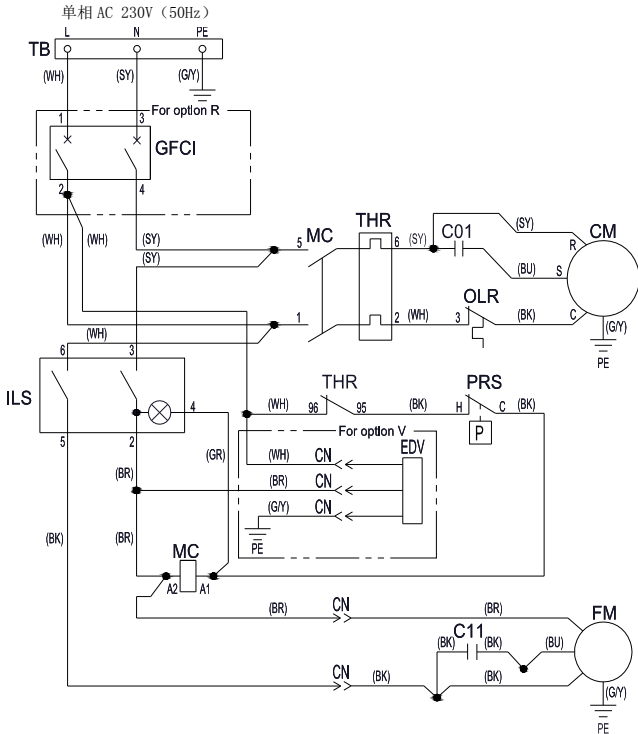 单相 AC 230V（50Hz）
L N PE
TB
(WH) (SY) (G/Y)
For option R
1 3
GFCI
2 4
(WH) (WH) (SY)
(SY)
5 MC THR 6 (SY) C01 (SY) R CM
(BU) S
OLR
1 2 (WH) 3 (BK) C
(G/Y)
PE
(WH)
6 3
ILS
4
5 2
(GR)
THR PRS
(WH) 96 95 (BK) H C (BK)
P
For option V
EDV
(WH) CN
(BR) CN
(G/Y) CN
PE
(BR)
(BK) (BR)
MC
A2 A1
(BR) CN (BR) FM
C11
(BK) (BK) (BU)
CN (BK) (BK)
(G/Y)
PE